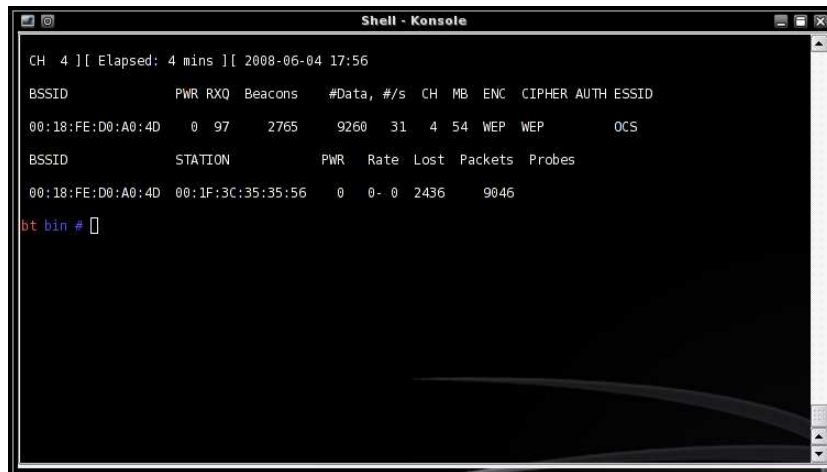 Shell - Konsole
CH 4 ][ Elapsed: 4 mins ][ 2008-06-04 17:56
BSSID PWR RXQ Beacons #Data, #/s CH MB ENC CIPHER AUTH ESSID
00:18:FE:D0:A0:4D 0 97 2765 9260 31 4 54 WEP WEP OCS
BSSID STATION PWR Rate Lost Packets Probes
00:18:FE:D0:A0:4D 00:1F:3C:35:35:56 0 0- 0 2436 9046
bt bin #